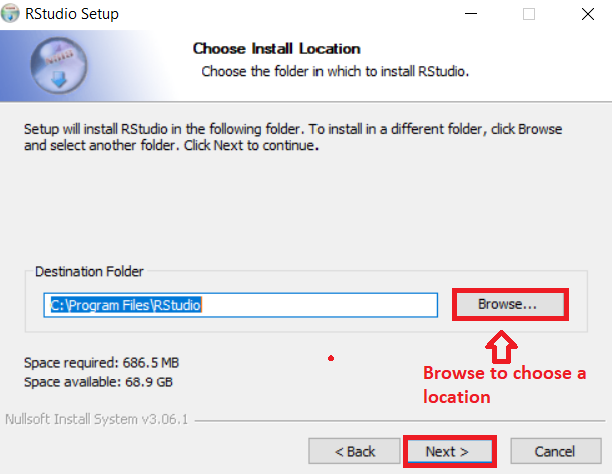 RStudio Setup
Choose Install Location
Choose the folder in which to install RStudio.
Setup will install RStudio in the following folder. To install in a different folder, click Browse
and select another folder. Click Next to continue.
Destination Folder
C:\Program Files\RStudio
Browse...
Space required: 686.5 MB
Space available: 68.9 GB
Browse to choose a
location
Nullsoft Install System v3.06.1
< Back
Next >
Cancel